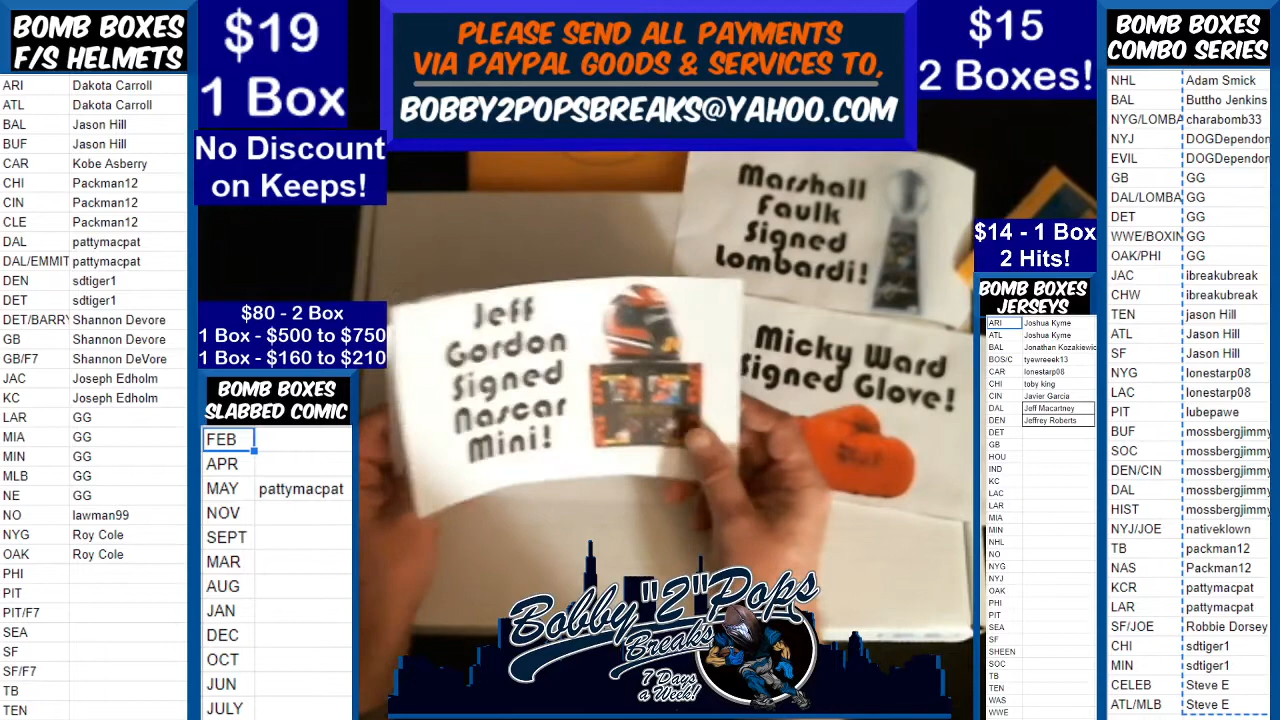 BOMB BOXES
F/S HELMETS
ARI Dakota Carroll
ATL Dakota Carroll
BAL Jason Hill
BUF Jason Hill
CAR Kobe Asberry
CHI Packman12
CIN Packman12
CLE Packman12
DAL pattymacpat
DAL/EMMIT pattymacpat
DEN sdtiger1
DET sdtiger1
DET/BARRY Shannon Devore
GB Shannon Devore
GB/F7 Shannon DeVore
JAC Joseph Edholm
KC Joseph Edholm
LAR GG
MIA GG
MIN GG
MLB GG
NE GG
NO lawman99
NYG Roy Cole
OAK Roy Cole
PHI
PIT
PIT/F7
SEA
SF
SF/F7
TB
TEN
$19
1 Box
No Discount
on Keeps!
$80 - 2 Box
1 Box - $500 to $750
1 Box - $160 to $210
BOMB BOXES
SLABBED COMIC
FEB
APR
MAY pattymacpat
NOV
SEPT
MAR
AUG
JAN
DEC
OCT
JUN
JULY
PLEASE SEND ALL PAYMENTS
VIA PAYPAL GOODS & SERVICES TO,
BOBBY2POPSBREAKS@YAHOO.COM
Marshall
Faulk
Signed
Lombardi!
Jeff
Gordon
Signed
Nascar
Mini!
Micky Ward
Signed Glove!
Bobby "2" Pops
Breaks
7 Days
a Week!
$15
2 Boxes!
$14 - 1 Box
2 Hits!
BOMB BOXES
JERSEYS
ARI Joshua Kyme
ATL Joshua Kyme
BAL Jonathan Kozakiewic
BOS/C tyewreeek13
CAR lonestarp08
CHI toby king
CIN Javier Garcia
DAL Jeff Macartney
DEN Jeffrey Roberts
DET
GB
HOU
IND
KC
LAC
LAR
MIA
MIN
NHL
NO
NYG
NYJ
OAK
PHI
PIT
SEA
SF
SHEEN
SOC
TB
TEN
WAS
WWE
BOMB BOXES
COMBO SERIES
NHL Adam Smick
BAL Buttho Jenkins
NYG/LOMBA charabomb33
NYJ DOGDependon
EVIL DOGDependon
GB GG
DAL/LOMBA GG
DET GG
WWE/BOXIN GG
OAK/PHI GG
JAC ibreakubreak
CHW ibreakubreak
TEN jason Hill
ATL Jason Hill
SF Jason Hill
NYG lonestarp08
LAC lonestarp08
PIT lubepawe
BUF mossbergjimmy
SOC mossbergjimmy
DEN/CIN mossbergjimmy
DAL mossbergjimmy
HIST mossbergjimmy
NYJ/JOE nativeklown
TB packman12
NAS Packman12
KCR pattymacpat
LAR pattymacpat
SF/JOE Robbie Dorsey
CHI sdtiger1
MIN sdtiger1
CELEB Steve E
ATL/MLB Steve E